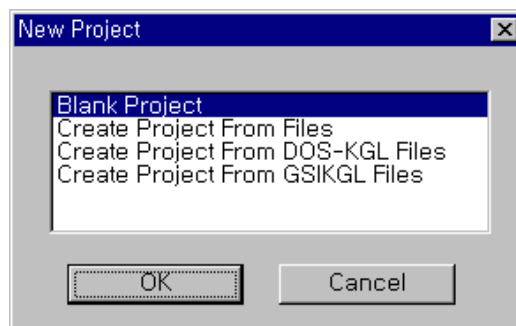 New Project
Blank Project
Create Project From Files
Create Project From DOS-KGL Files
Create Project From GSIKGL Files
OK
Cancel